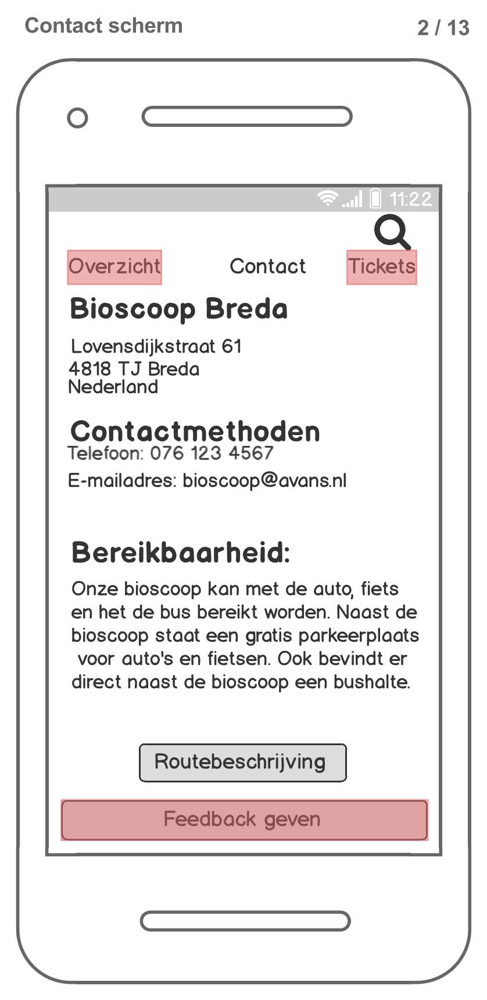 Contact scherm
2 / 13
11:22
Overzicht Contact Tickets
Bioscoop Breda
Lovensdijkstraat 61
4818 TJ Breda
Nederland
Contactmethoden
Telefoon: 076 123 4567
E-mailadres: bioscoop@avans.nl
Bereikbaarheid:
Onze bioscoop kan met de auto, fiets
en het de bus bereikt worden. Naast de
bioscoop staat een gratis parkeerplaats
voor auto's en fietsen. Ook bevindt er
direct naast de bioscoop een bushalte.
Routebeschrijving
Feedback geven